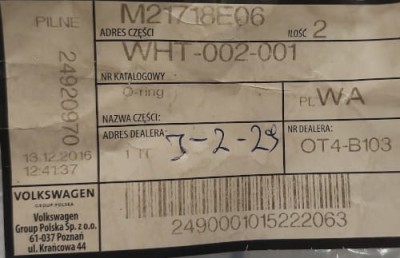 PILNE
M21718E06
ADRES CZĘŚCI
ILOŚĆ 2
WHT-002-001
NR KATALOGOWY
24920970
O-ring
NAZWA CZĘŚCI:
PL WA
ADRES DEALERA:
NR DEALERA:
3-2-29
OT4-B103
13.12.2016
12:41:37
VOLKSWAGEN
GROUP POLSKA
Volkswagen
Group Polska Sp. z o.o.
61-037 Poznań
ul. Krańcowa 44
2490001015222063